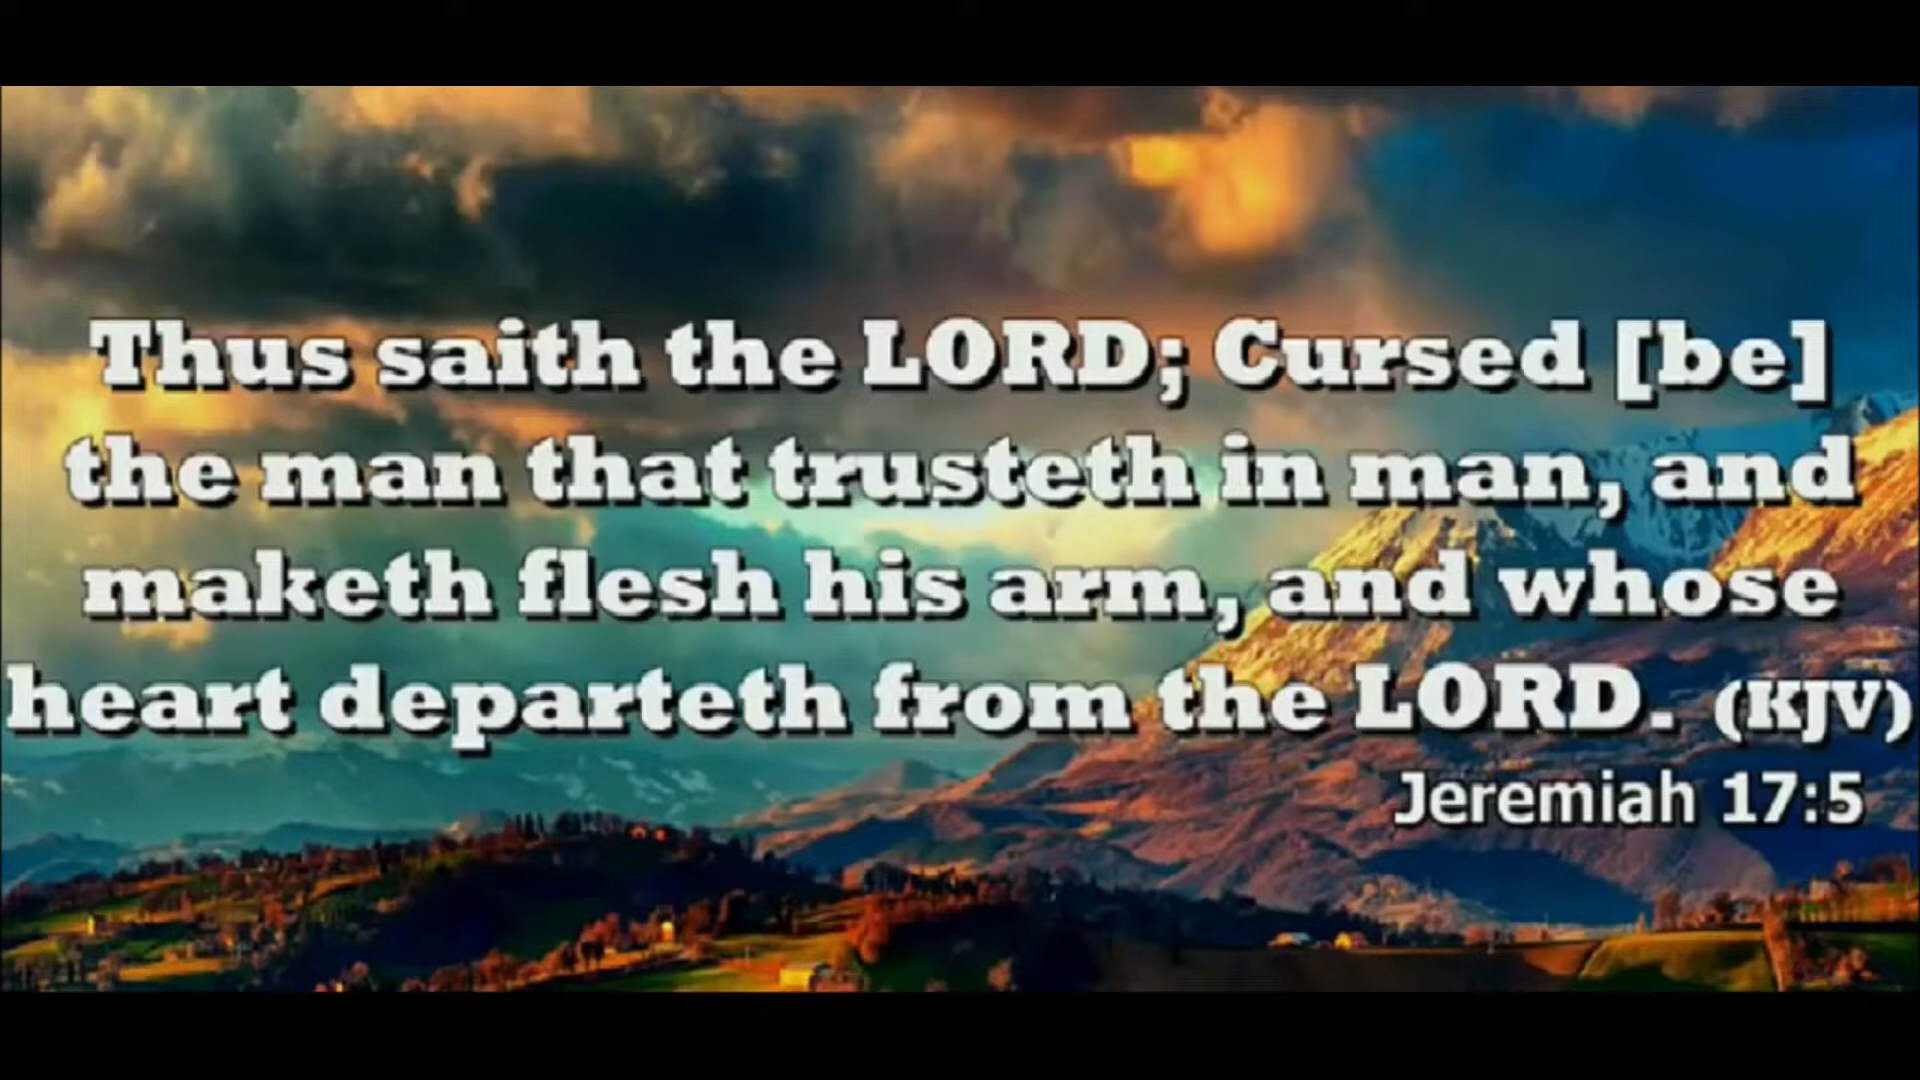 Thus saith the LORD; Cursed [be]
the man that trusteth in man, and
maketh flesh his arm, and whose
heart departeth from the LORD. (KJV)
Jeremiah 17:5